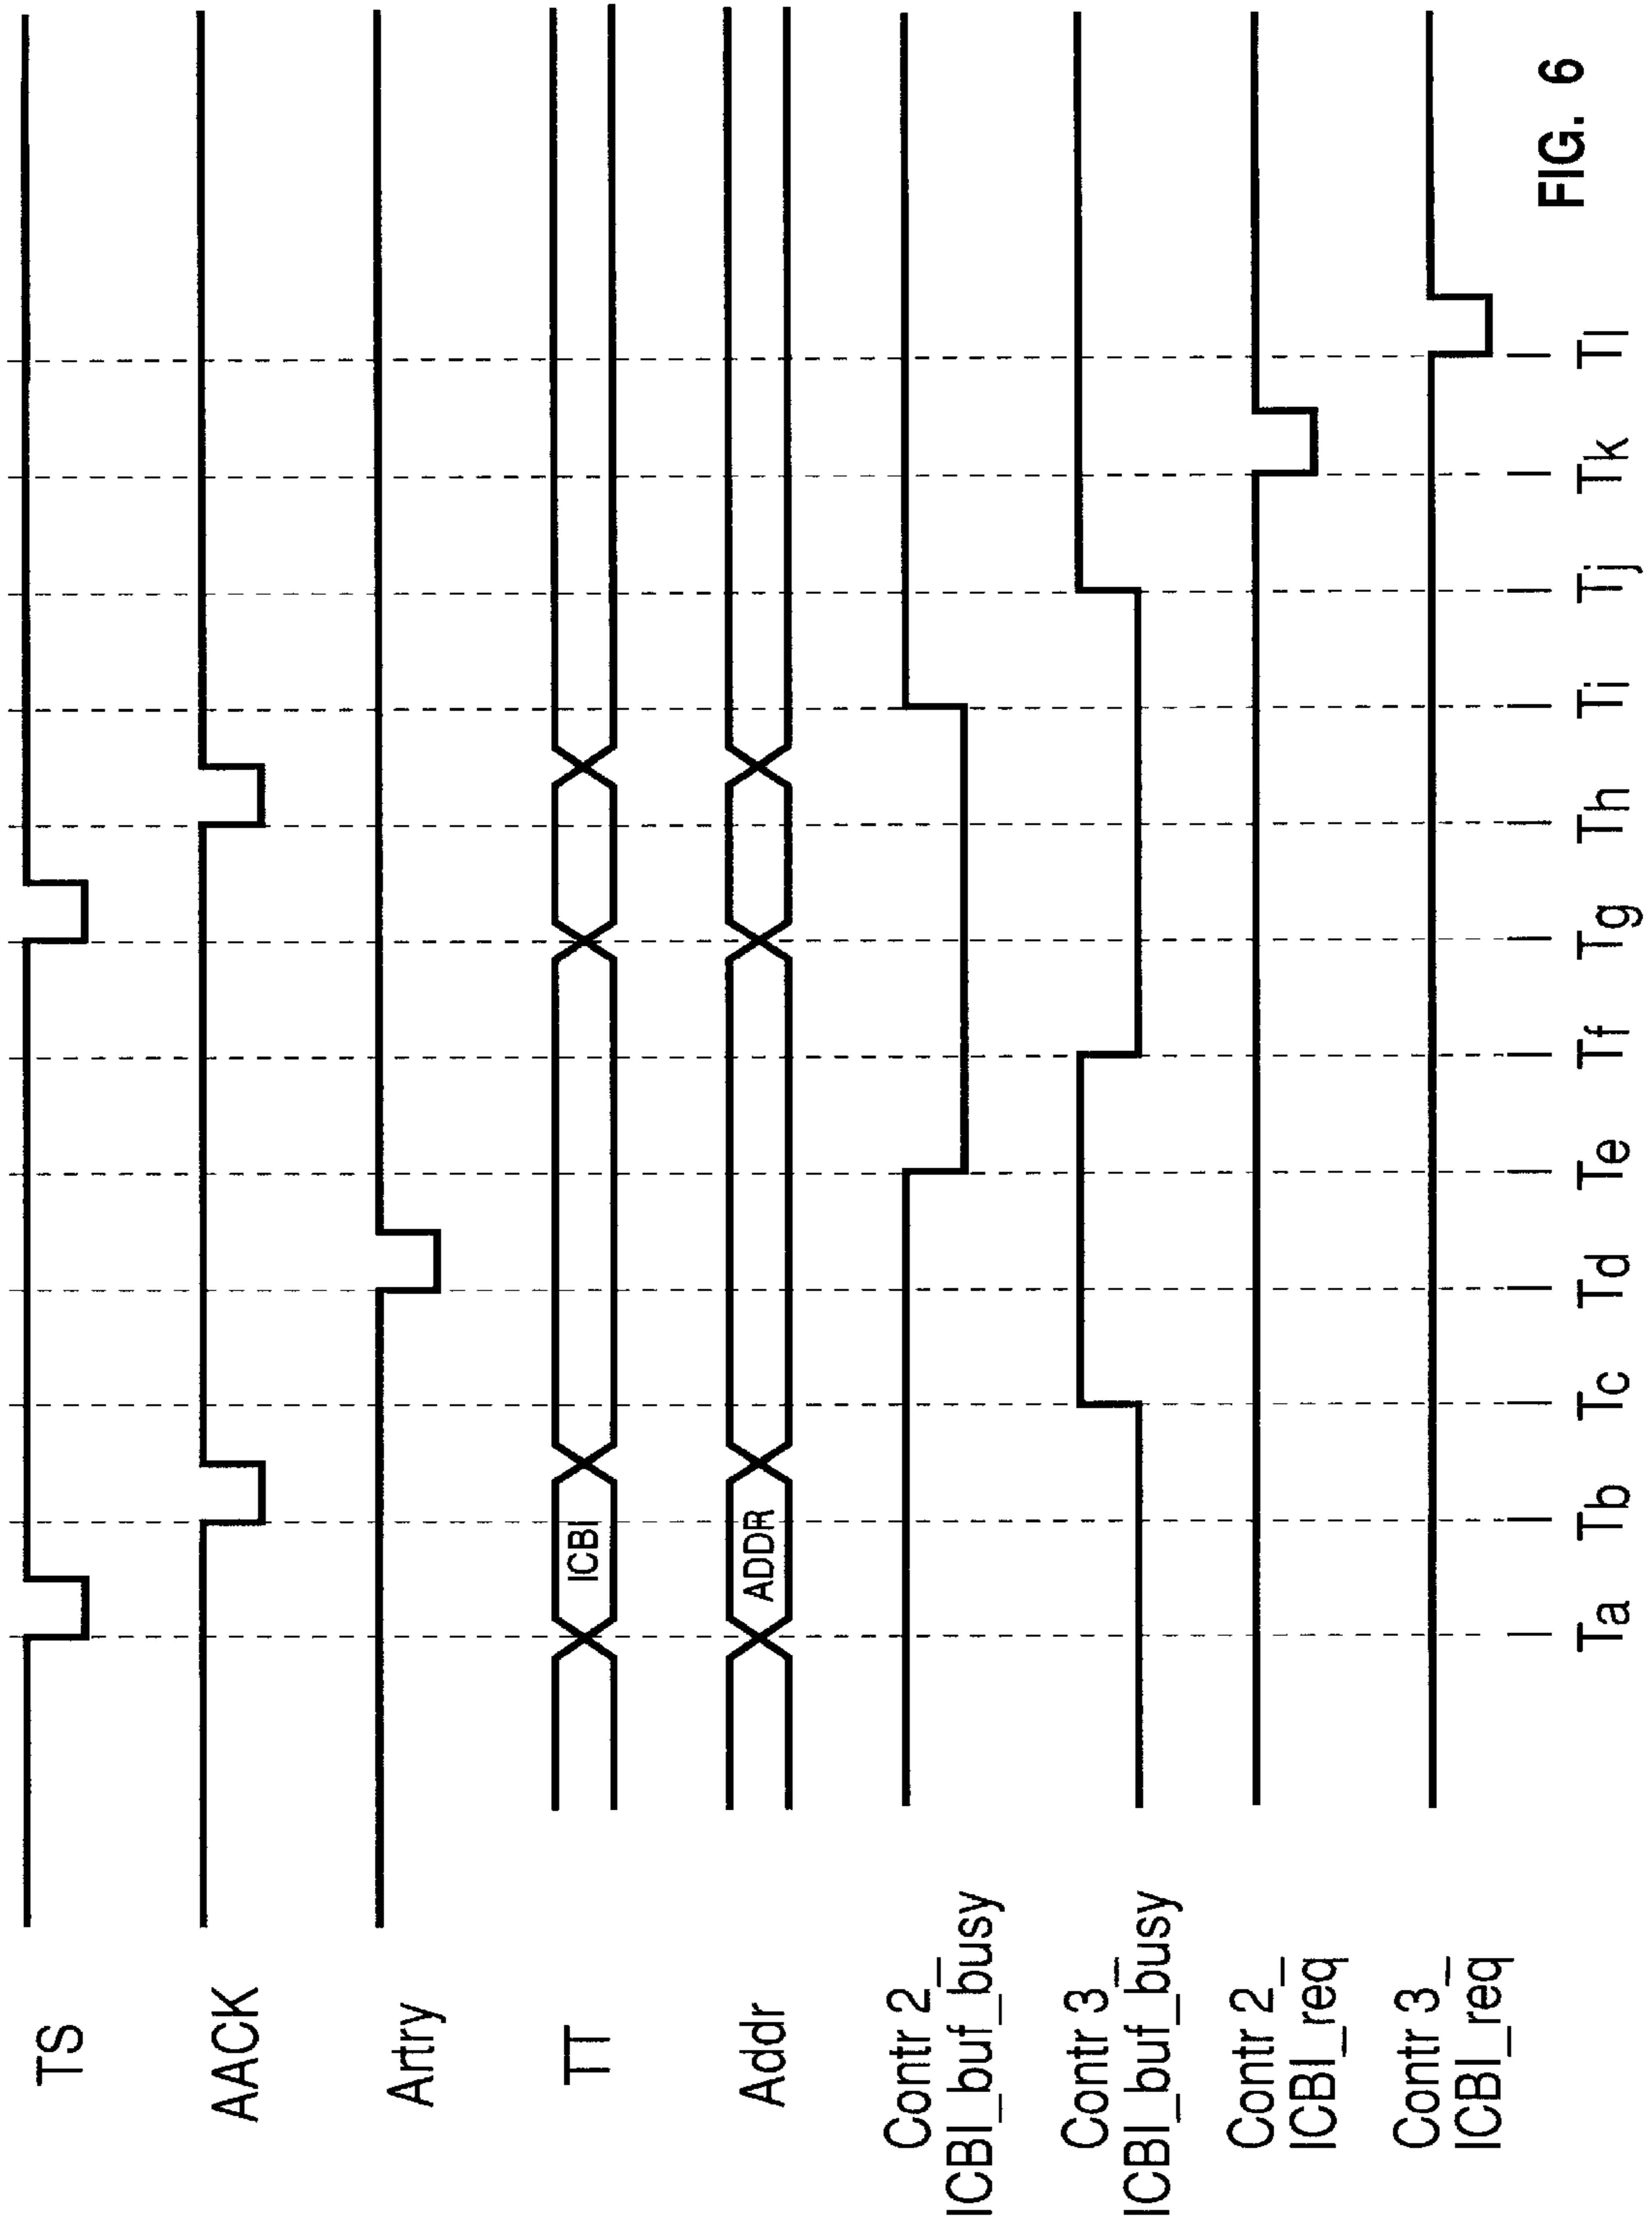 TS
AACK
Artry
TT
ICBI
Addr
ADDR
Contr 2_
ICBI_buf_busy
Contr 3_
ICBI_buf_busy
Contr 2_
ICBI_req
Contr 3_
ICBI_req
Ta Tb Tc Td Te Tf Tg Th Ti Tj Tk Tl
FIG. 6